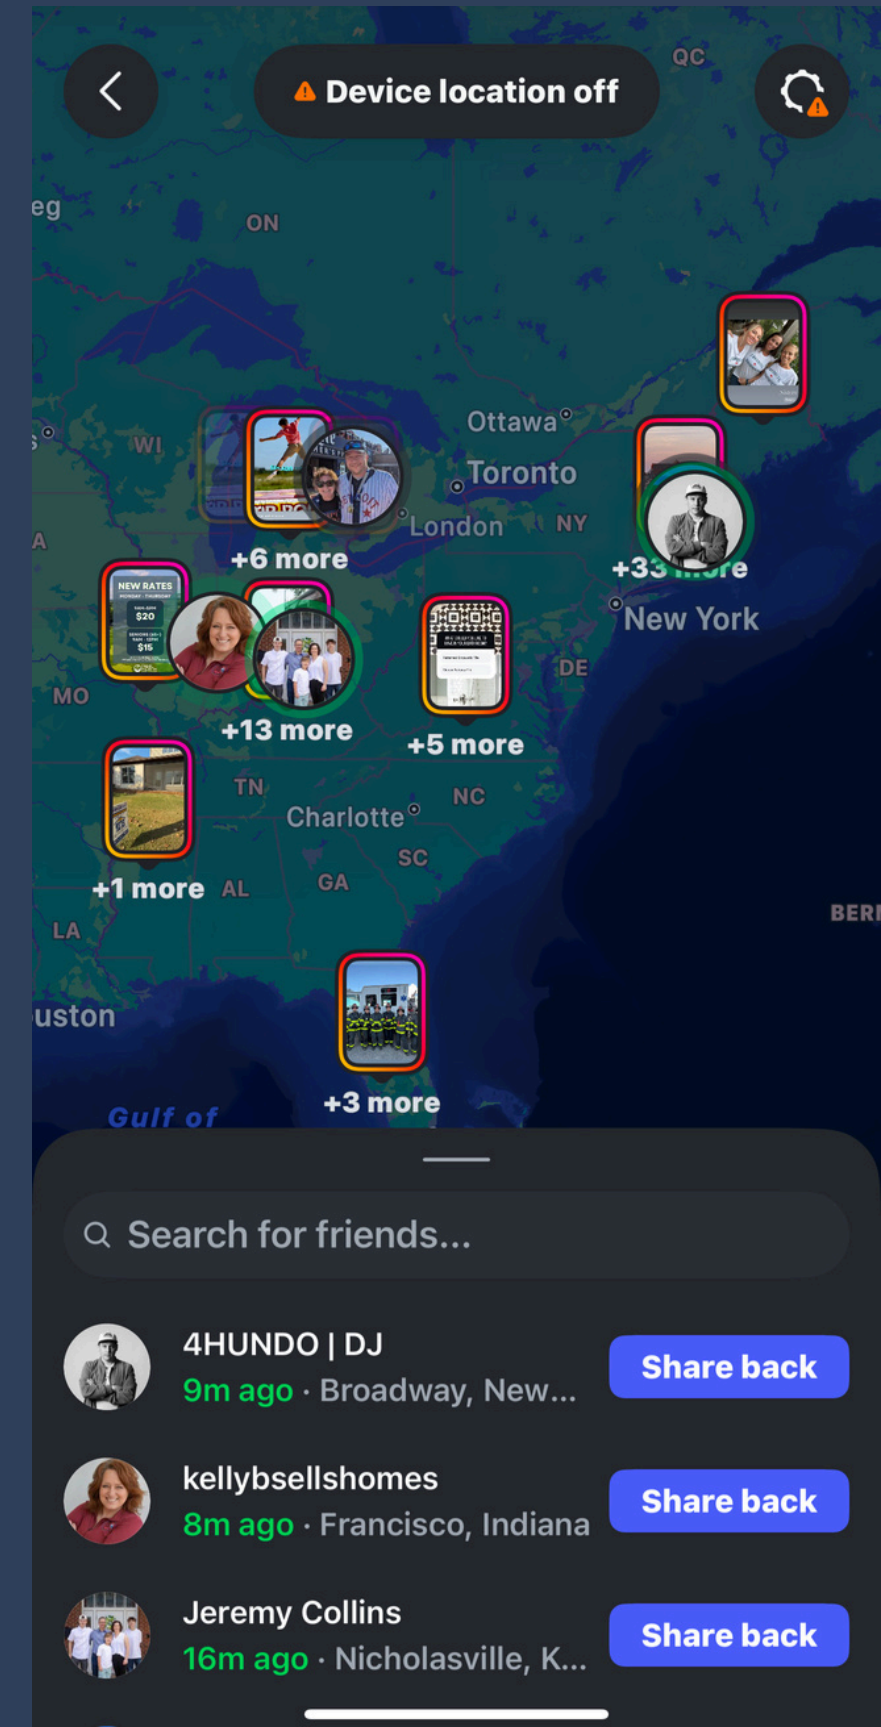 Device location off
QC
eg
ON
Ottawa
WI
Toronto
London
NY
A
+6 more
+33 more
NEW RATES
MONDAY - THURSDAY
$20
$15
New York
DE
MO
+13 more
+5 more
TN
NC
Charlotte
SC
+1 more
AL
GA
LA
BER
uston
+3 more
Gulf of
Search for friends...
4HUNDO | DJ
9m ago · Broadway, New...
Share back
kellybsellshomes
8m ago · Francisco, Indiana
Share back
Jeremy Collins
16m ago · Nicholasville, K...
Share back